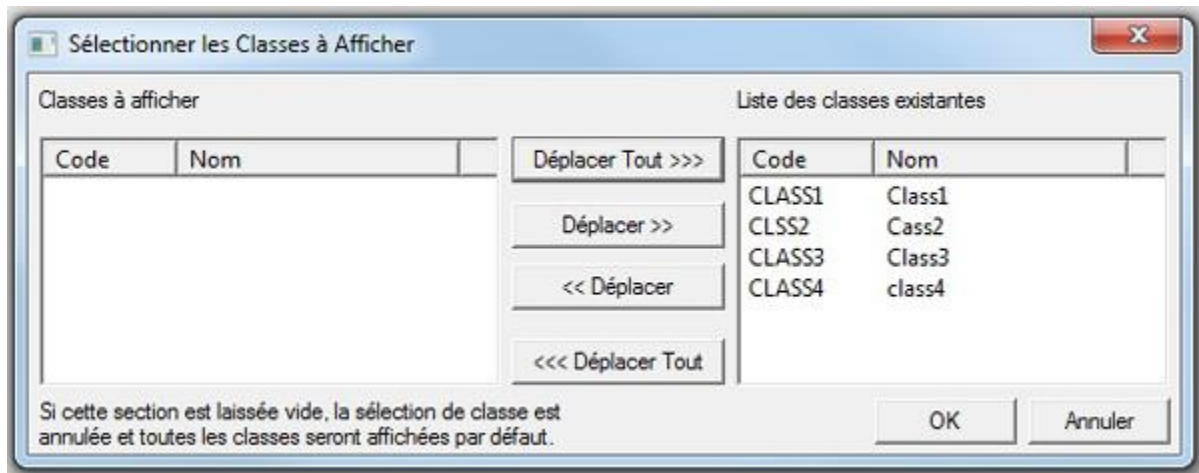 Sélectionner les Classes à Afficher
Classes à afficher
Liste des classes existantes
Code Nom
Déplacer Tout >>>
Déplacer >>
<< Déplacer
<<< Déplacer Tout
Code Nom
CLASS1 Class1
CLSS2 Cass2
CLASS3 Class3
CLASS4 class4
Si cette section est laissée vide, la sélection de classe est
annulée et toutes les classes seront affichées par défaut.
OK
Annuler